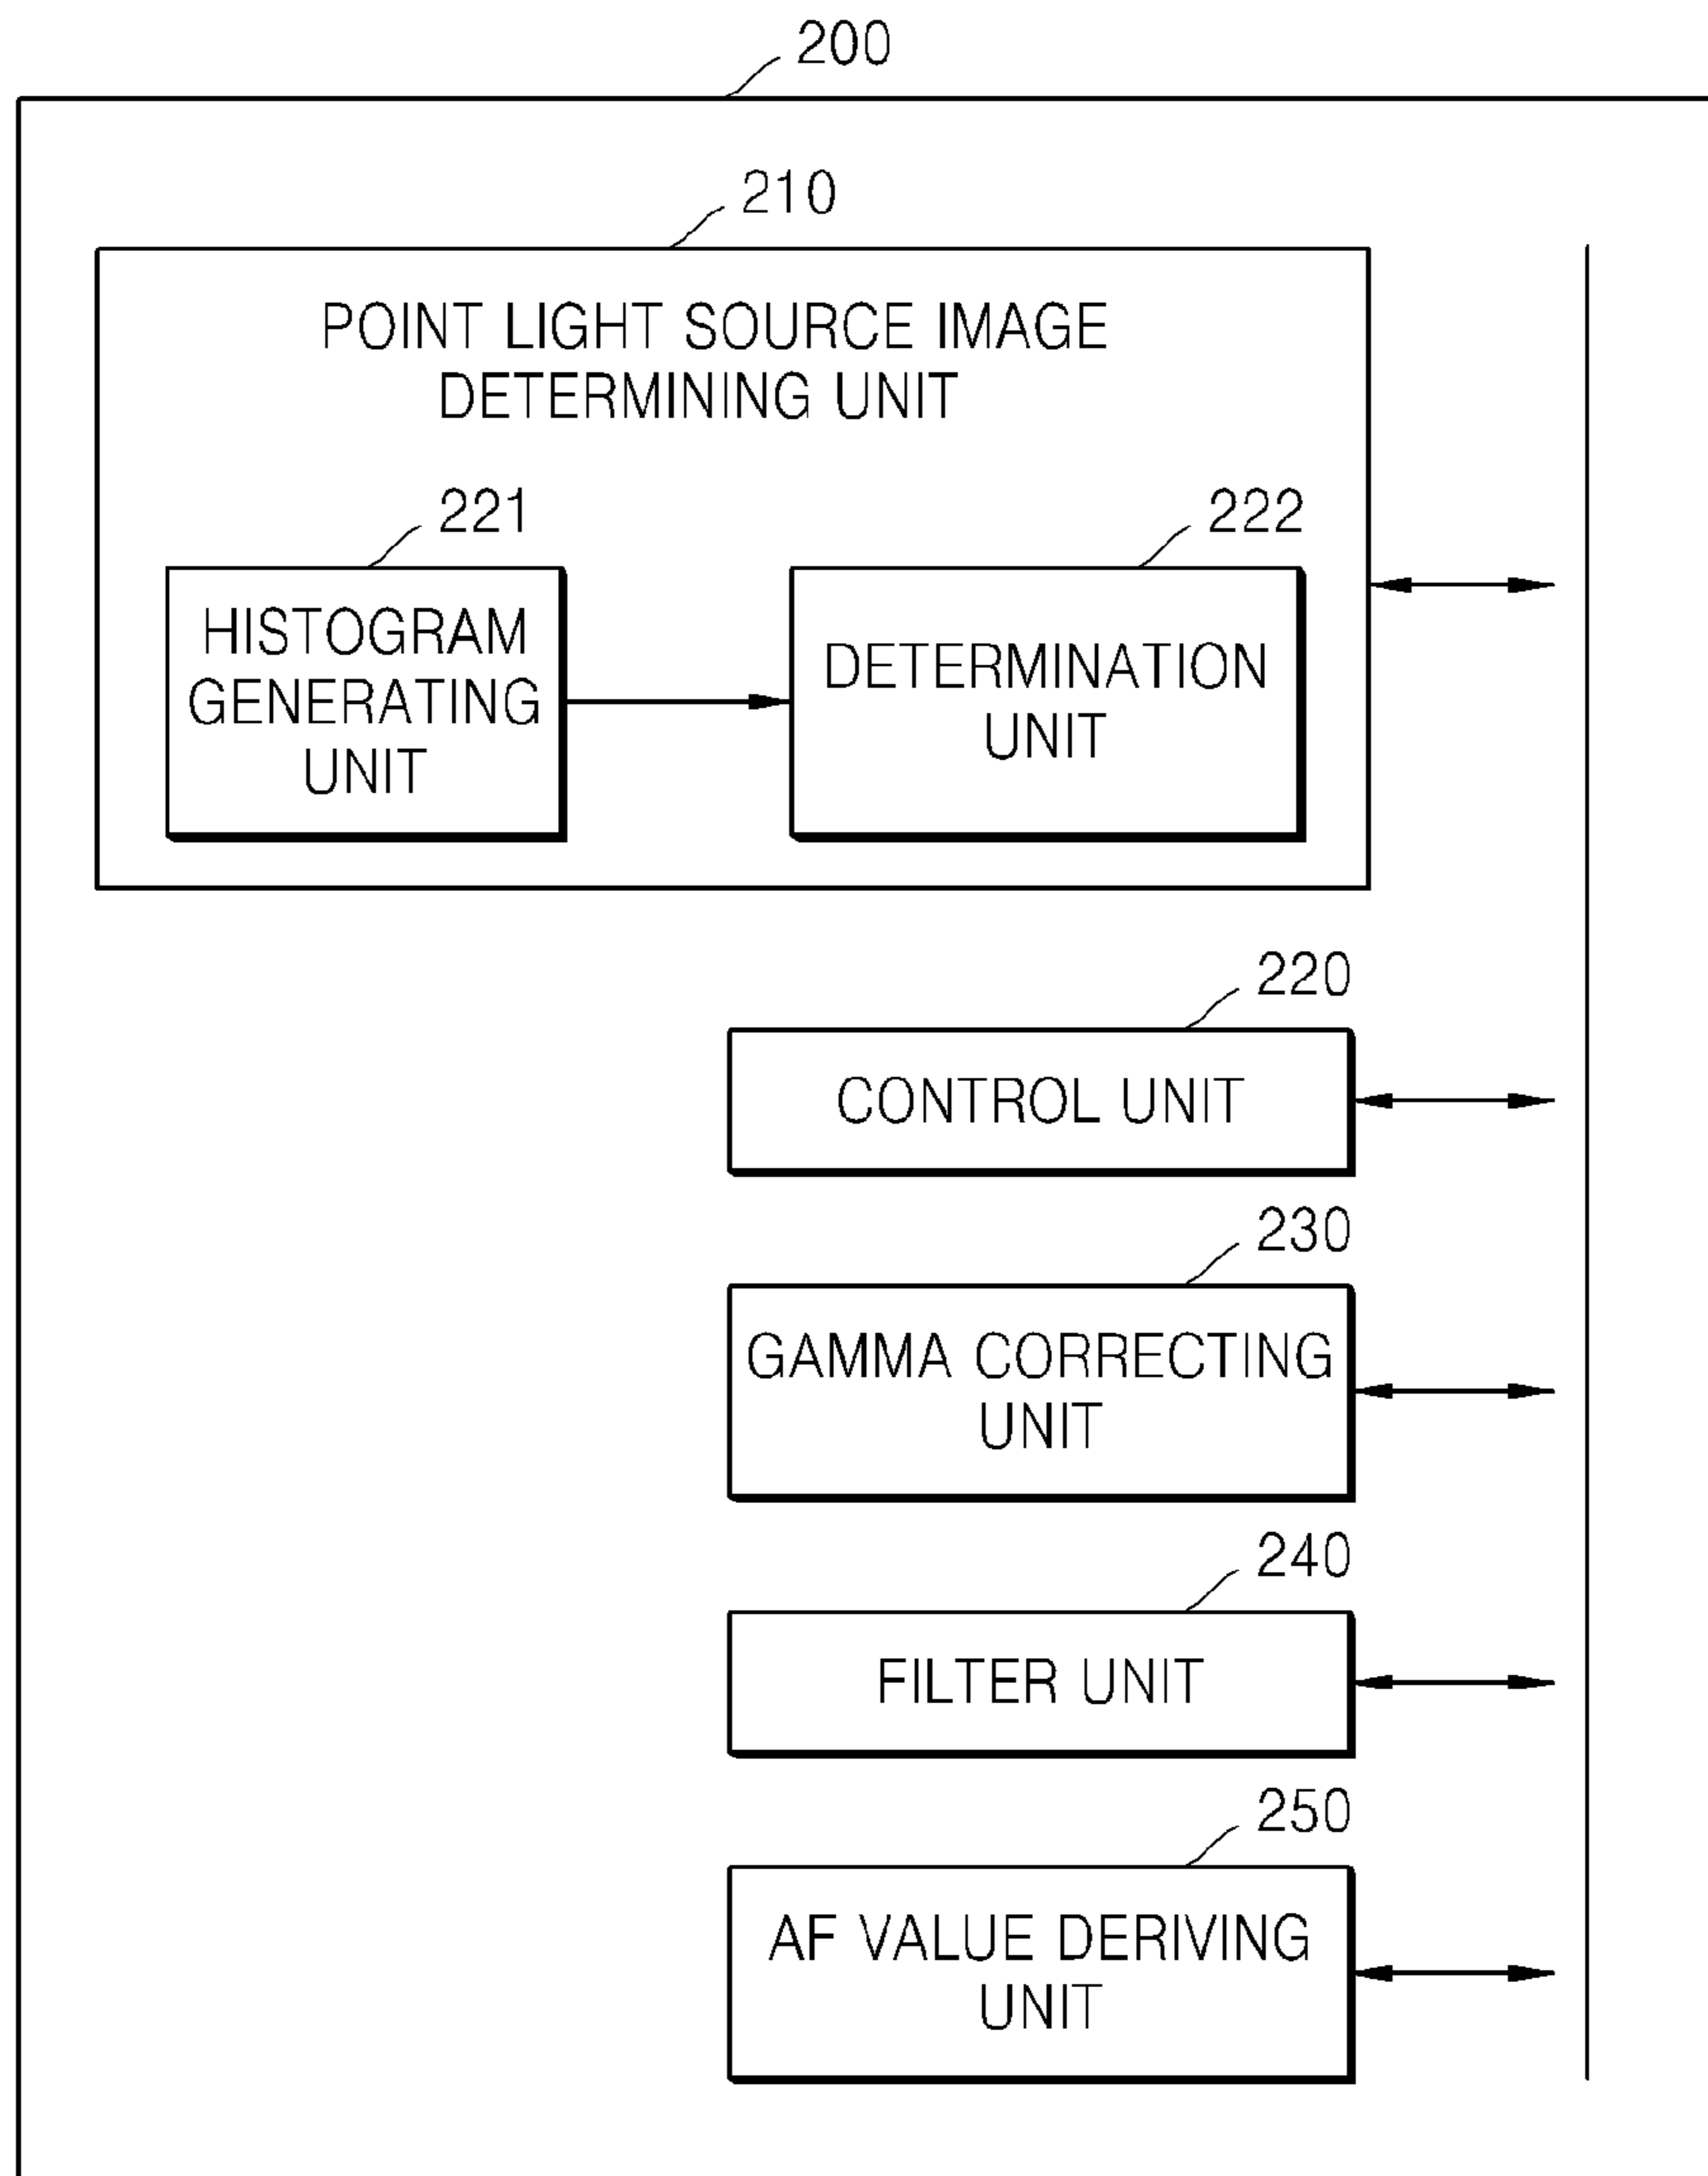 200
210
POINT LIGHT SOURCE IMAGE
DETERMINING UNIT
221
222
HISTOGRAM
GENERATING
UNIT
DETERMINATION
UNIT
220
CONTROL UNIT
230
GAMMA CORRECTING
UNIT
240
FILTER UNIT
250
AF VALUE DERIVING
UNIT